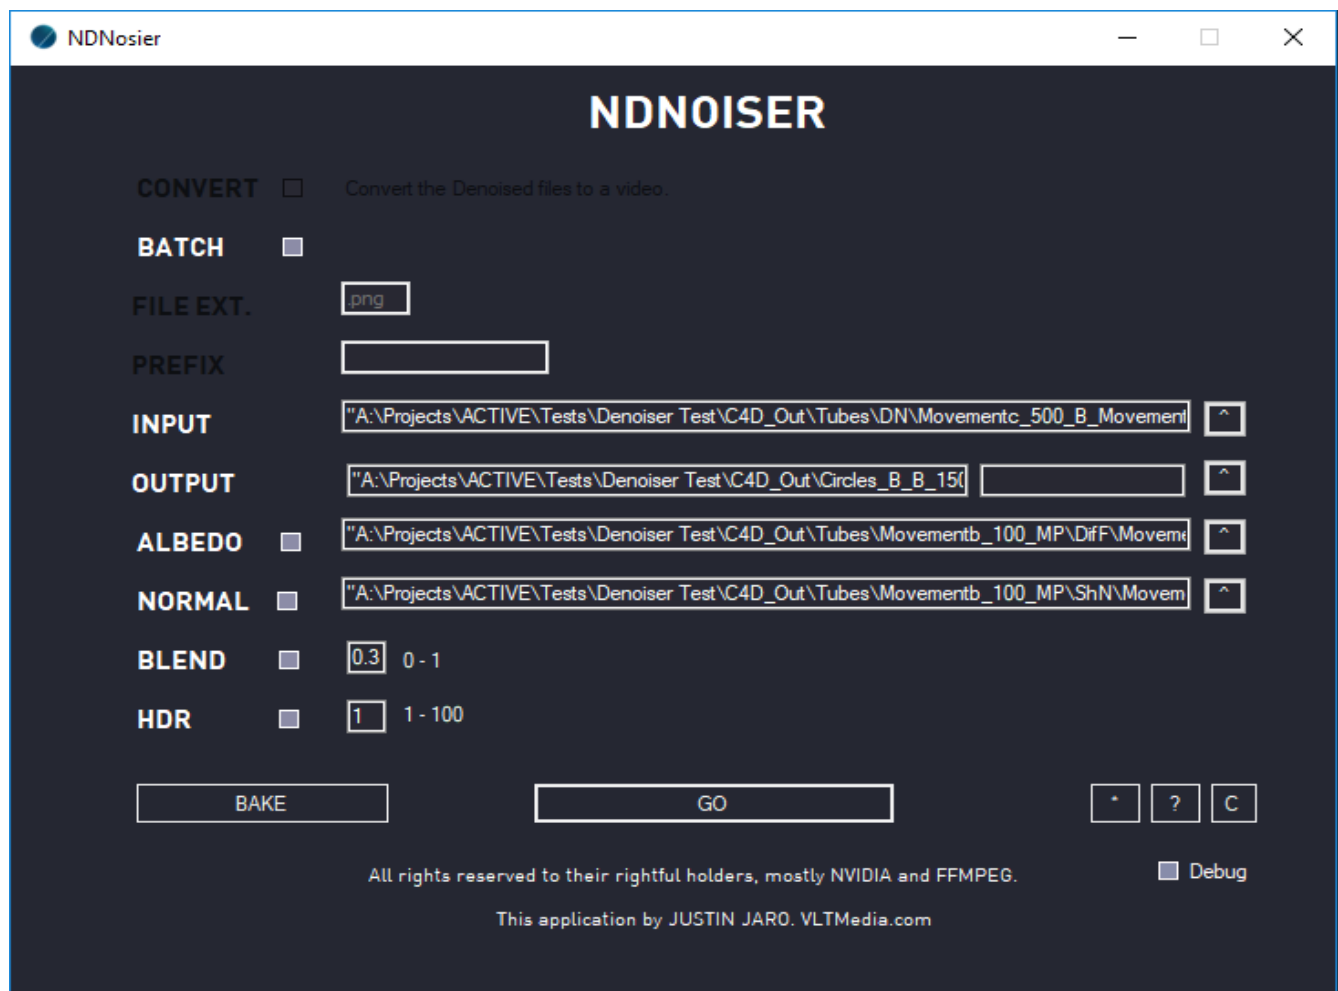 NDNosier
NDNOISER
CONVERT Convert the Denoised files to a video.
BATCH
FILE EXT. .png
PREFIX
INPUT "A:\Projects\ACTIVE\Tests\Denoiser Test\C4D_Out\Tubes\DN\Movementc_500_B_Movement ^
OUTPUT "A:\Projects\ACTIVE\Tests\Denoiser Test\C4D_Out\Circles_B_B_150 ^
ALBEDO "A:\Projects\ACTIVE\Tests\Denoiser Test\C4D_Out\Tubes\Movementb_100_MP\DifF\Moveme ^
NORMAL "A:\Projects\ACTIVE\Tests\Denoiser Test\C4D_Out\Tubes\Movementb_100_MP\ShN\Movem ^
BLEND 0.3 0 - 1
HDR 1 1 - 100
BAKE GO * ? C
All rights reserved to their rightful holders, mostly NVIDIA and FFMPEG. Debug
This application by JUSTIN JARO. VLTMedia.com